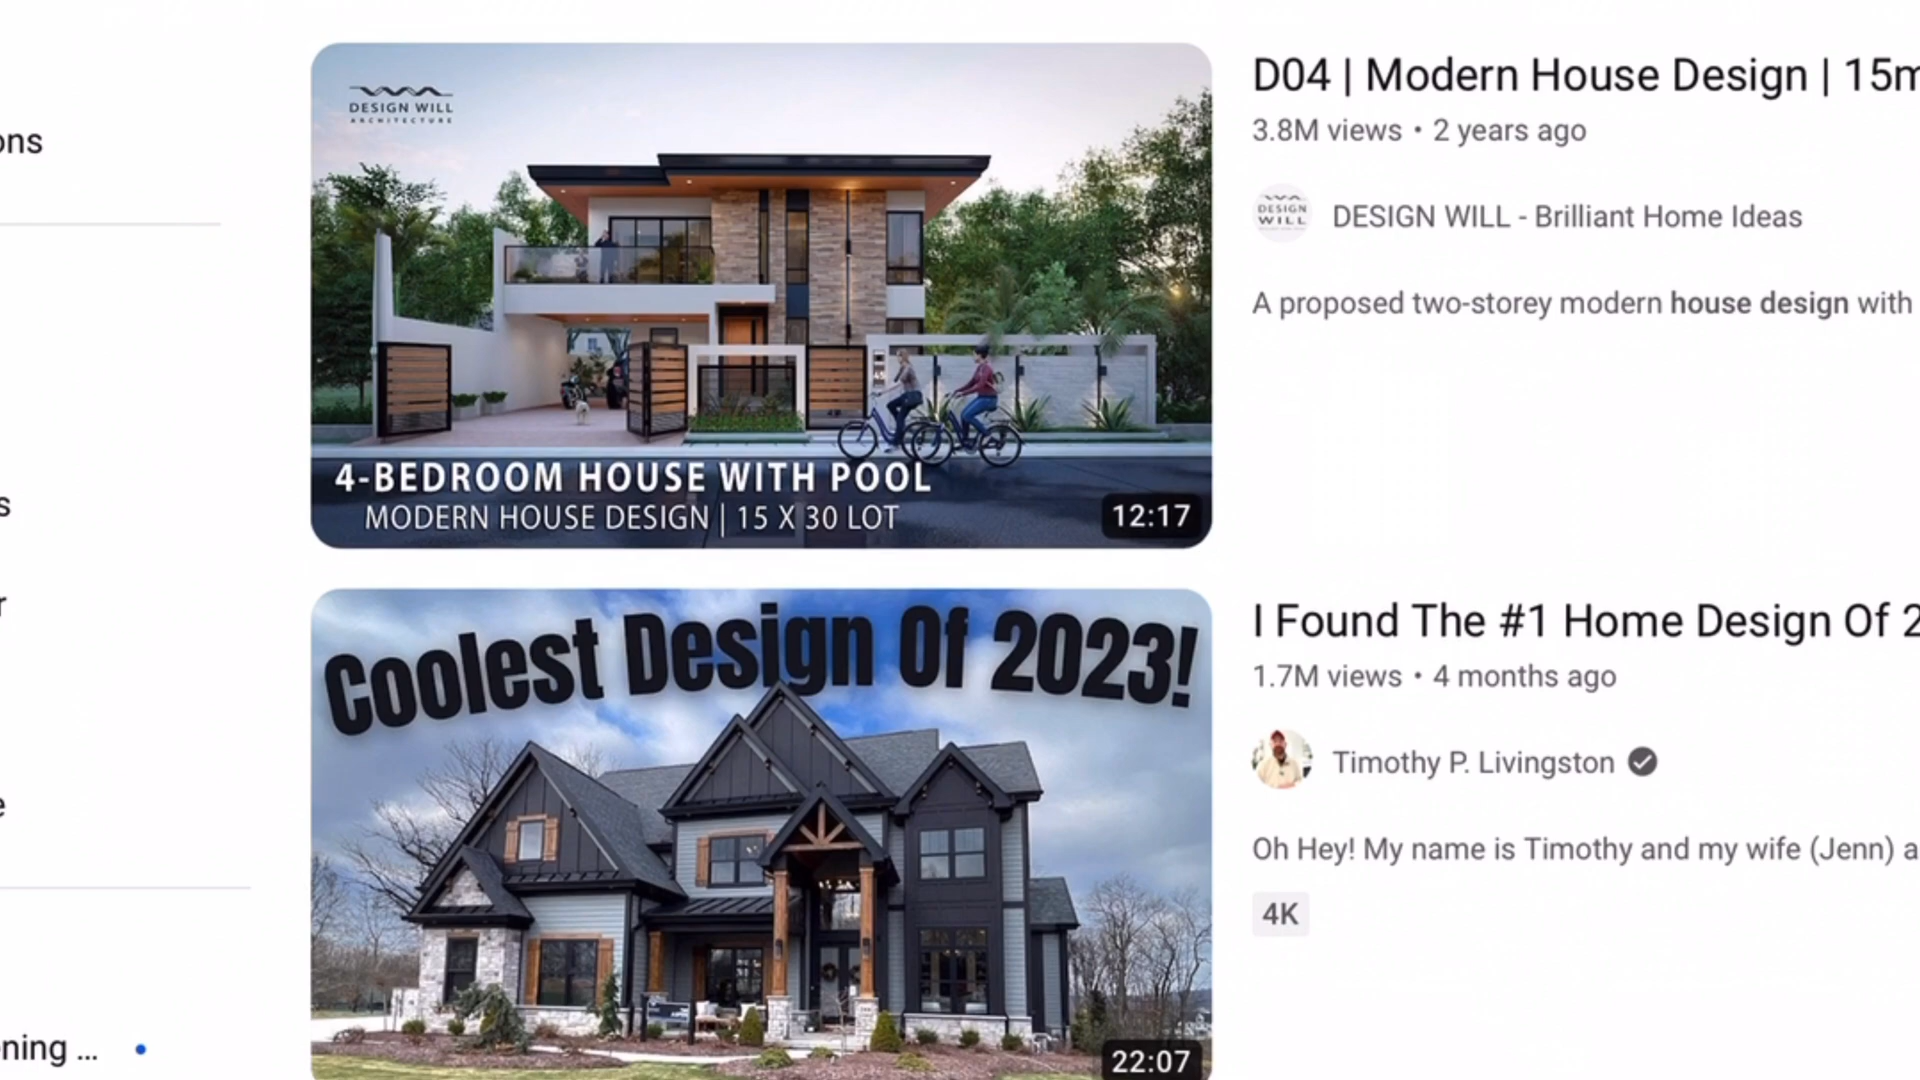 ons
s
r
e
ning ...
DESIGN WILL
ARCHITECTURE
4-BEDROOM HOUSE WITH POOL
MODERN HOUSE DESIGN | 15 X 30 LOT
12:17
D04 | Modern House Design | 15m
3.8M views • 2 years ago
DESIGN WILL
DESIGN WILL - Brilliant Home Ideas
A proposed two-storey modern house design with
Coolest Design Of 2023!
22:07
I Found The #1 Home Design Of 2
1.7M views • 4 months ago
Timothy P. Livingston
Oh Hey! My name is Timothy and my wife (Jenn) a
4K